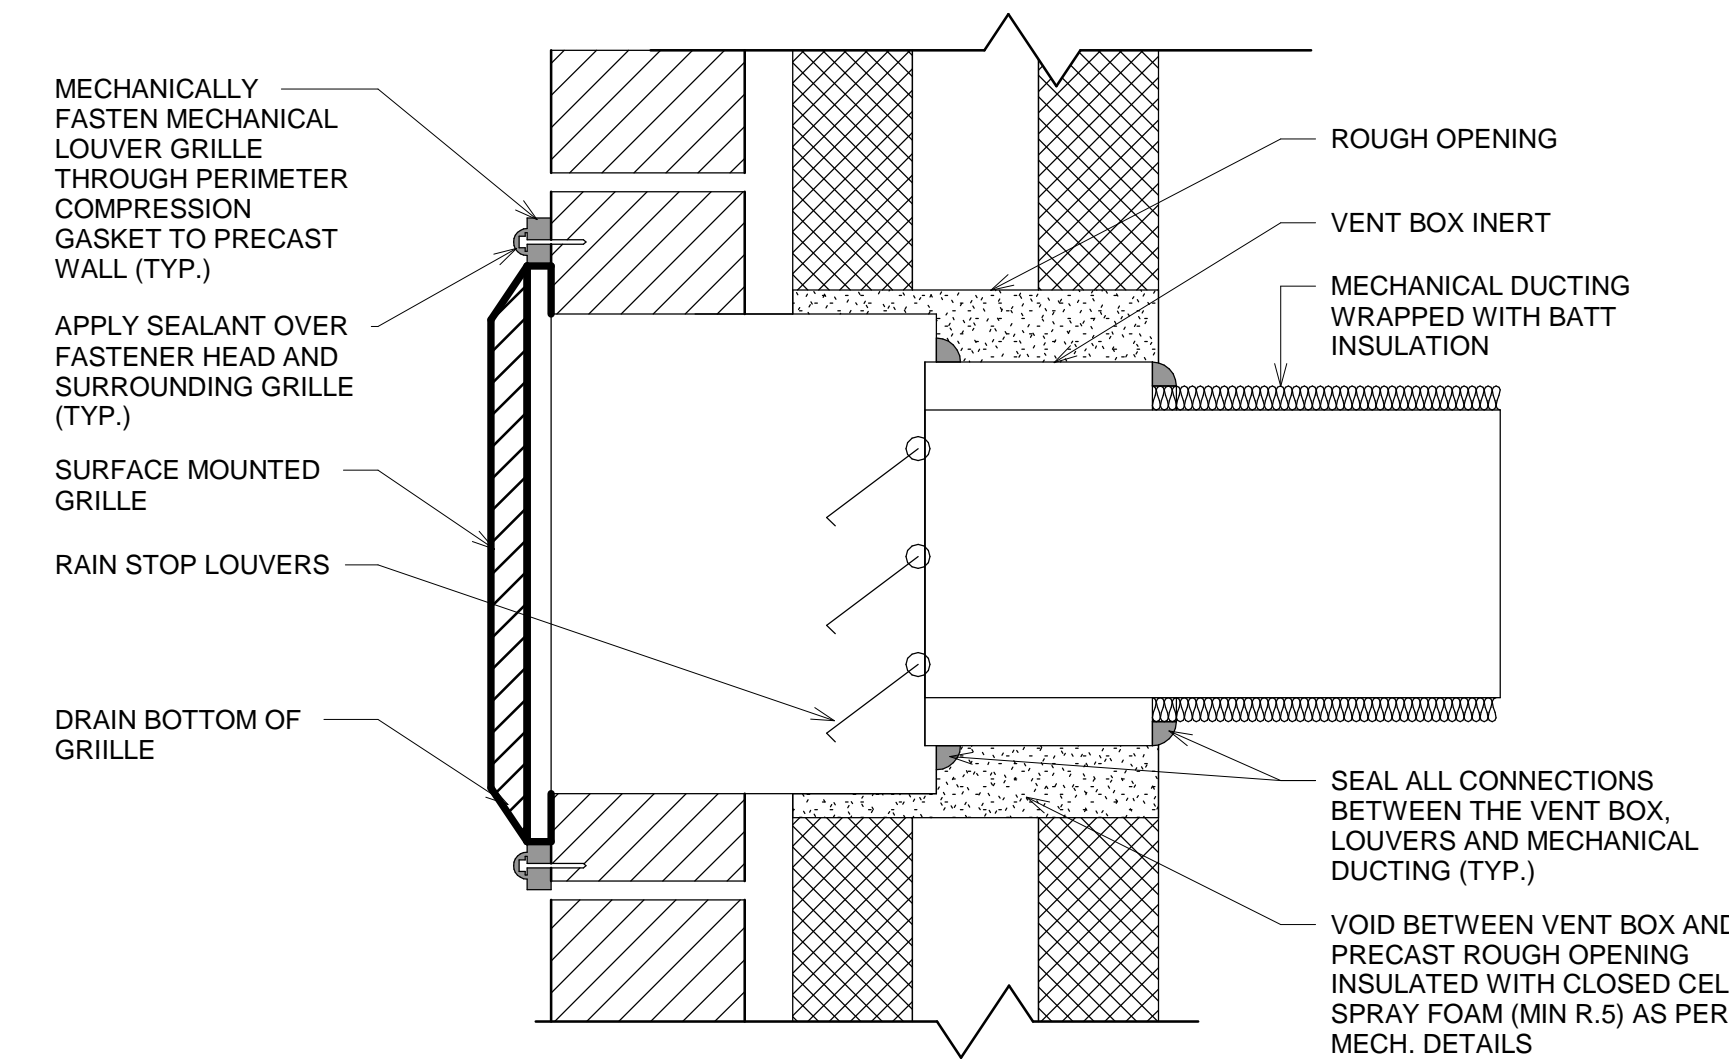 MECHANICALLY
FASTEN MECHANICAL
LOUVER GRILLE
THROUGH PERIMETER
COMPRESSION
GASKET TO PRECAST
WALL (TYP.)
APPLY SEALANT OVER
FASTENER HEAD AND
SURROUNDING GRILLE
(TYP.)
SURFACE MOUNTED
GRILLE
RAIN STOP LOUVERS
DRAIN BOTTOM OF
GRIILLE
ROUGH OPENING
VENT BOX INERT
MECHANICAL DUCTING
WRAPPED WITH BATT
INSULATION
SEAL ALL CONNECTIONS
BETWEEN THE VENT BOX,
LOUVERS AND MECHANICAL
DUCTING (TYP.)
VOID BETWEEN VENT BOX AND
PRECAST ROUGH OPENING
INSULATED WITH CLOSED CEL
SPRAY FOAM (MIN R.5) AS PER
MECH. DETAILS